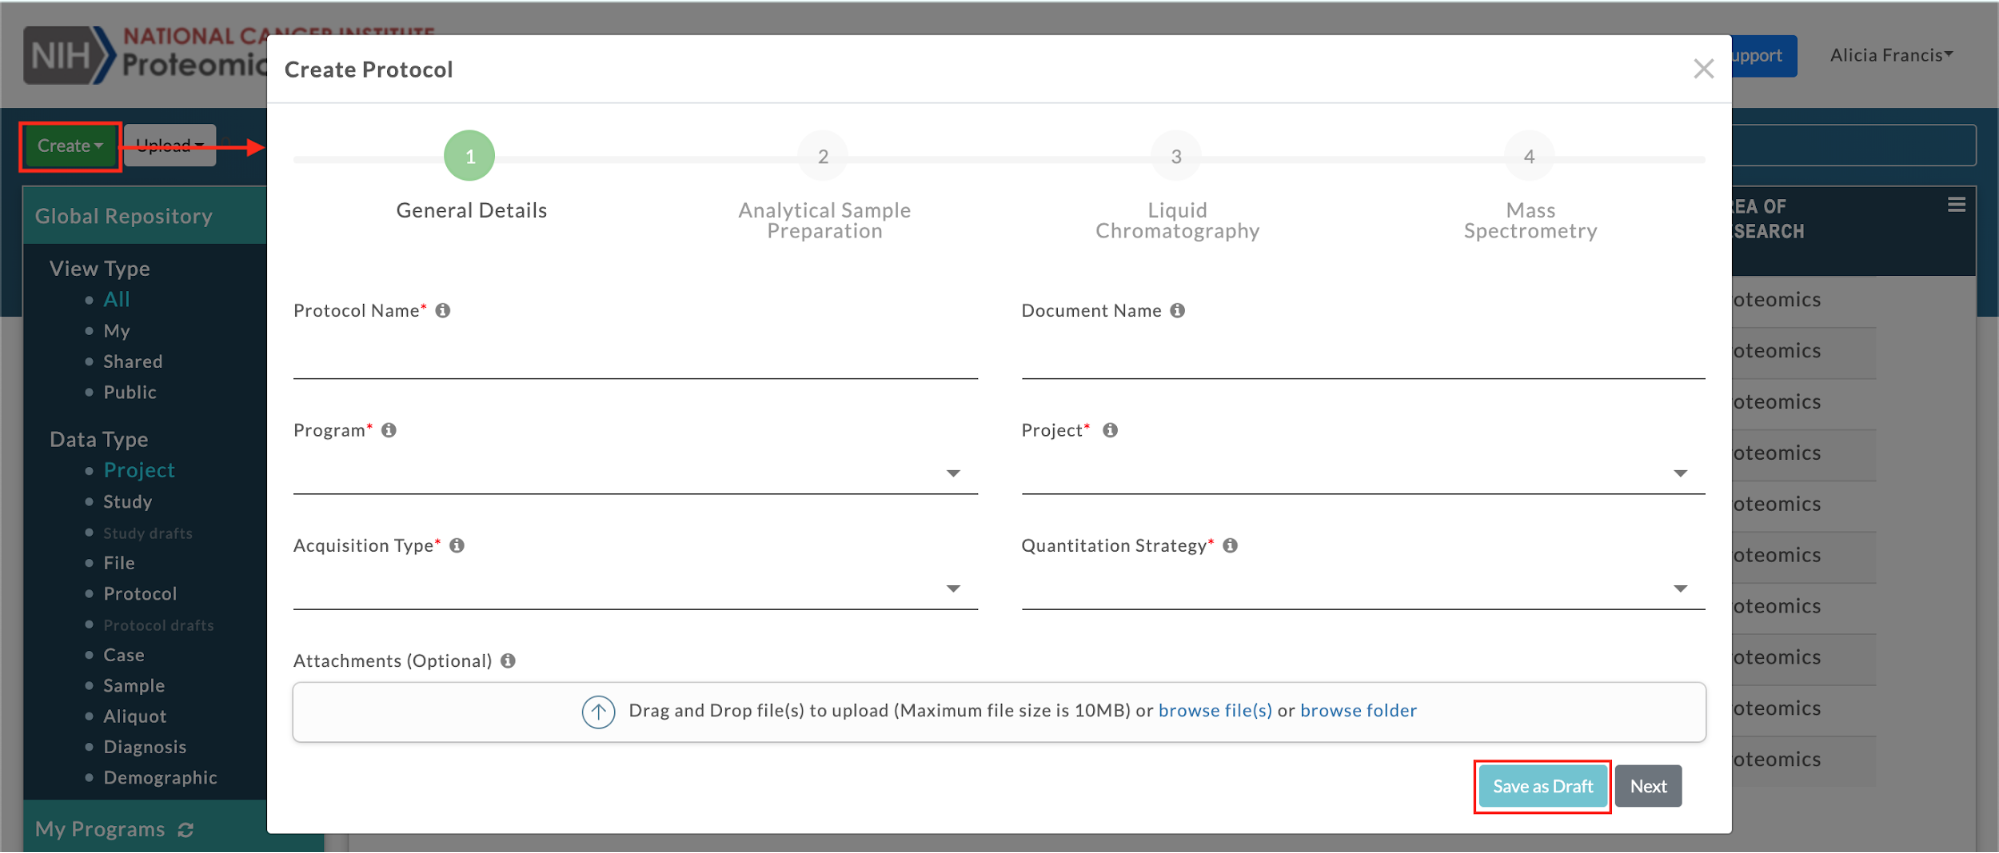 NIH
NATIONAL CANCER INSTITUTE
Proteomic
Support
Alicia Francis
Create
Upload
Create Protocol
1
2
3
4
General Details
Analytical Sample
Preparation
Liquid
Chromatography
Mass
Spectrometry
Global Repository
View Type
All
My
Shared
Public
Data Type
Project
Study
Study drafts
File
Protocol
Protocol drafts
Case
Sample
Aliquot
Diagnosis
Demographic
My Programs
Protocol Name*
Document Name
Program*
Project*
Acquisition Type*
Quantitation Strategy*
Attachments (Optional)
Drag and Drop file(s) to upload (Maximum file size is 10MB) or browse file(s) or browse folder
Save as Draft
Next
REA OF
SEARCH
oteomics
oteomics
oteomics
oteomics
oteomics
oteomics
oteomics
oteomics
oteomics
oteomics